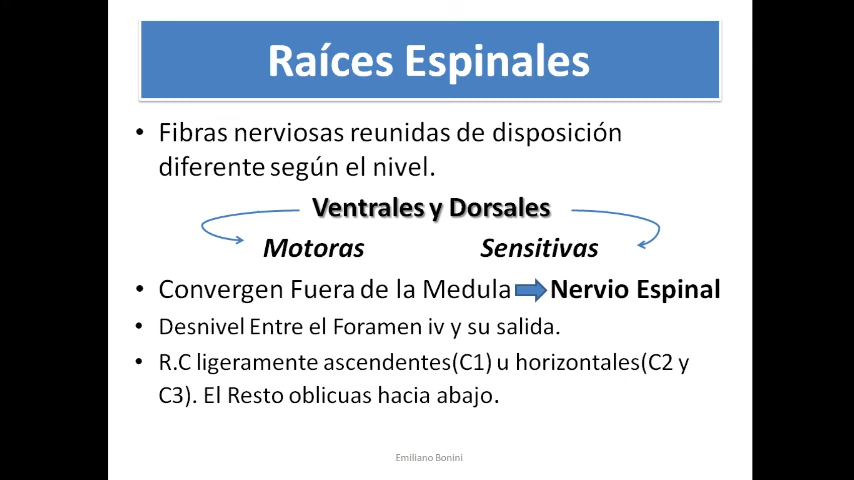 Raíces Espinales
• Fibras nerviosas reunidas de disposición
diferente según el nivel.
Ventrales y Dorsales
Motoras Sensitivas
• Convergen Fuera de la Medula Nervio Espinal
• Desnivel Entre el Foramen iv y su salida.
• R.C ligeramente ascendentes(C1) u horizontales(C2 y
C3). El Resto oblicuas hacia abajo.
Emiliano Bonini